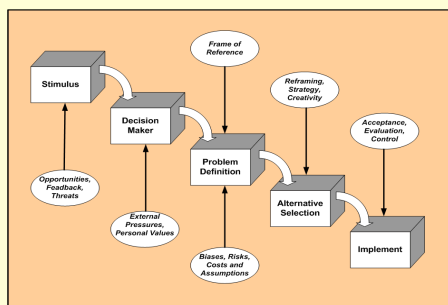 Frame of
Reference
Stimulus
Reframing,
Strategy,
Creativity
Decision
Maker
Acceptance,
Evaluation,
Control
Problem
Definition
Opportunities,
Feedback,
Threats
Alternative
Selection
External
Pressures,
Personal Values
Implement
Biases, Risks,
Costs and
Assumptions